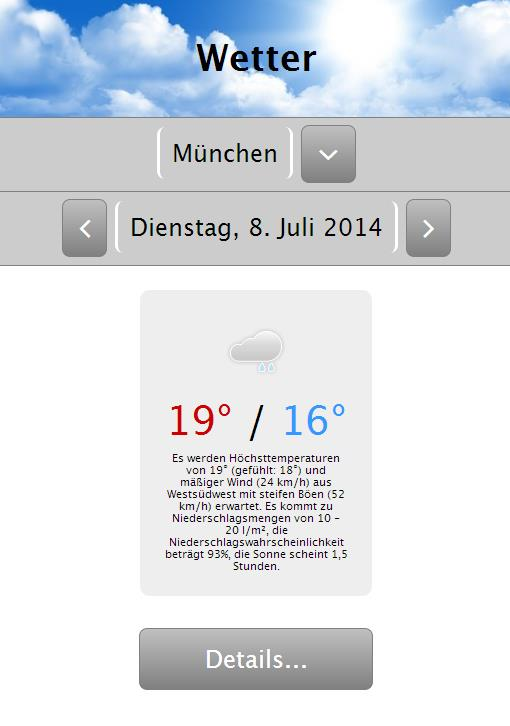 Wetter
München
Dienstag, 8. Juli 2014
19° / 16°
Es werden Höchsttemperaturen
von 19° (gefühlt: 18°) und
mäßiger Wind (24 km/h) aus
Westsüdwest mit steifen Böen (52
km/h) erwartet. Es kommt zu
Niederschlagsmengen von 10 –
20 l/m², die
Niederschlagswahrscheinlichkeit
beträgt 93%, die Sonne scheint 1,5
Stunden.
Details...